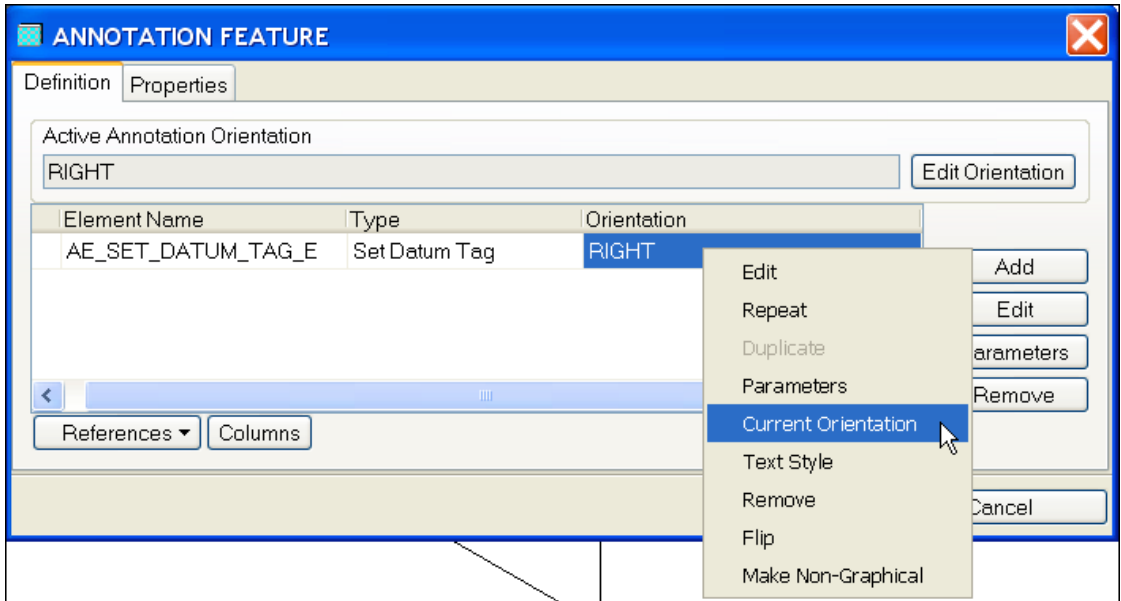 ANNOTATION FEATURE
Definition
Properties
Active Annotation Orientation
RIGHT
Edit Orientation
Element Name
Type
Orientation
AE_SET_DATUM_TAG_E
Set Datum Tag
RIGHT
Add
Edit
arameters
Remove
Edit
Repeat
Duplicate
Parameters
Current Orientation
Text Style
Remove
Flip
Make Non-Graphical
References
Columns
Cancel